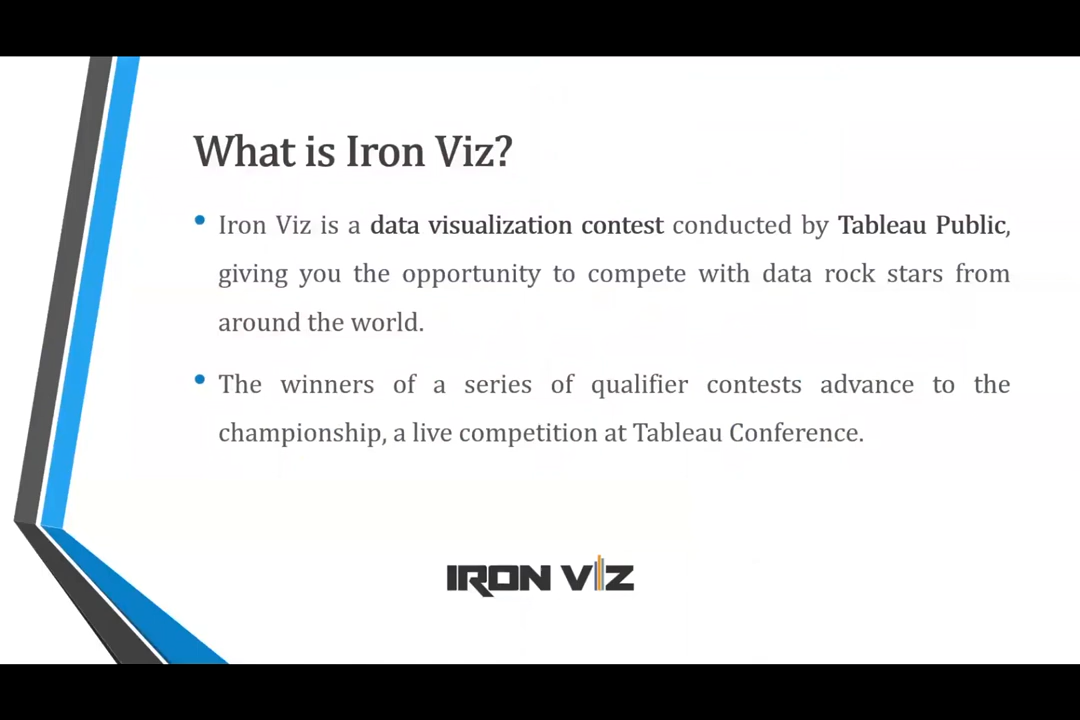 What is Iron Viz?
• Iron Viz is a data visualization contest conducted by Tableau Public,
giving you the opportunity to compete with data rock stars from
around the world.
• The winners of a series of qualifier contests advance to the
championship, a live competition at Tableau Conference.
IRON VIZ